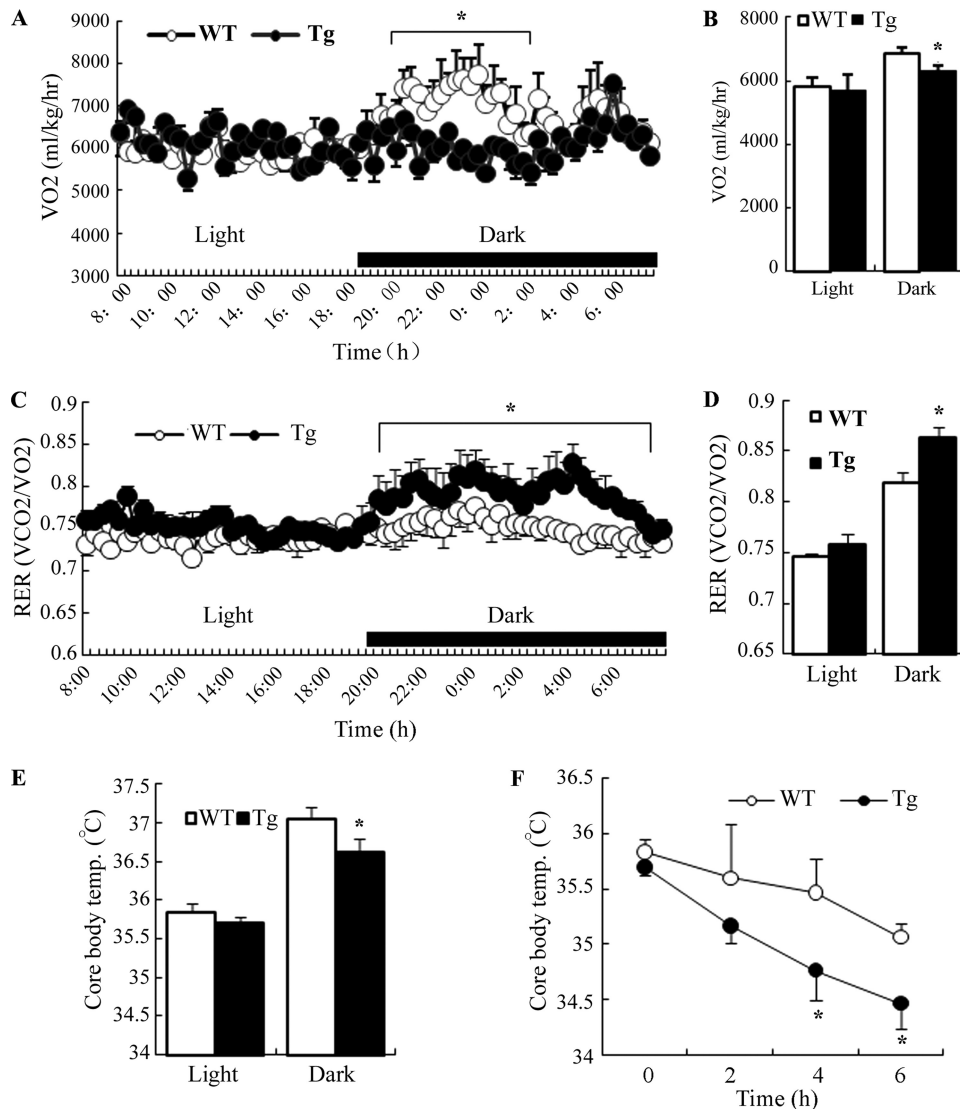 A
WT Tg
*
VO2 (ml/kg/hr)
9000
8000
7000
6000
5000
4000
3000
Light
Dark
8: 00
10: 00
12: 00
14: 00
16: 00
18: 00
20: 00
22: 00
0: 00
2: 00
4: 00
6: 00
Time (h)
B
WT Tg
*
VO2 (ml/kg/hr)
8000
6000
4000
2000
0
Light Dark
C
WT Tg
*
RER (VCO2/VO2)
0.9
0.85
0.8
0.75
0.7
0.65
0.6
Light
Dark
8:00
10:00
12:00
14:00
16:00
18:00
20:00
22:00
0:00
2:00
4:00
6:00
Time (h)
D
WT
Tg
*
RER (VCO2/VO2)
0.9
0.85
0.8
0.75
0.7
0.65
Light Dark
E
WT Tg
*
Core body temp. (°C)
37.5
37
36.5
36
35.5
35
34.5
34
Light Dark
F
WT Tg
Core body temp. (°C)
36.5
36
35.5
35
34.5
34
*
*
0 2 4 6
Time (h)